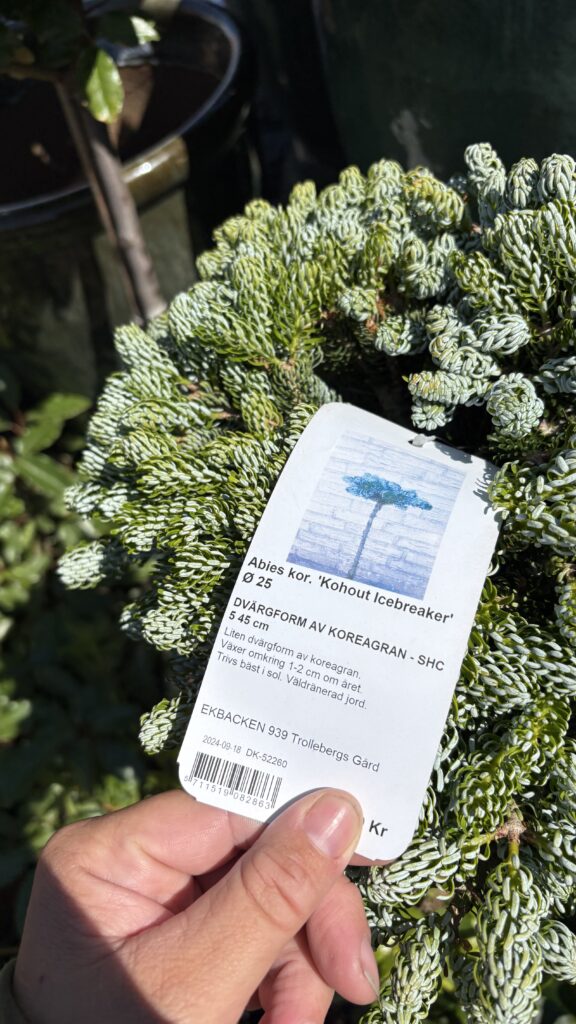 Abies kor. 'Kohout Icebreaker'
Ø 25
DVÄRGFORM AV KOREAGRAN - SHC
5 45 cm
Liten dvärgform av koreagran.
Växer omkring 1-2 cm om året.
Trivs bäst i sol. Väldränerad jord.
EKBACKEN 939 Trollebergs Gård
2024-09-18 DK-52260
5711519082863
Kr